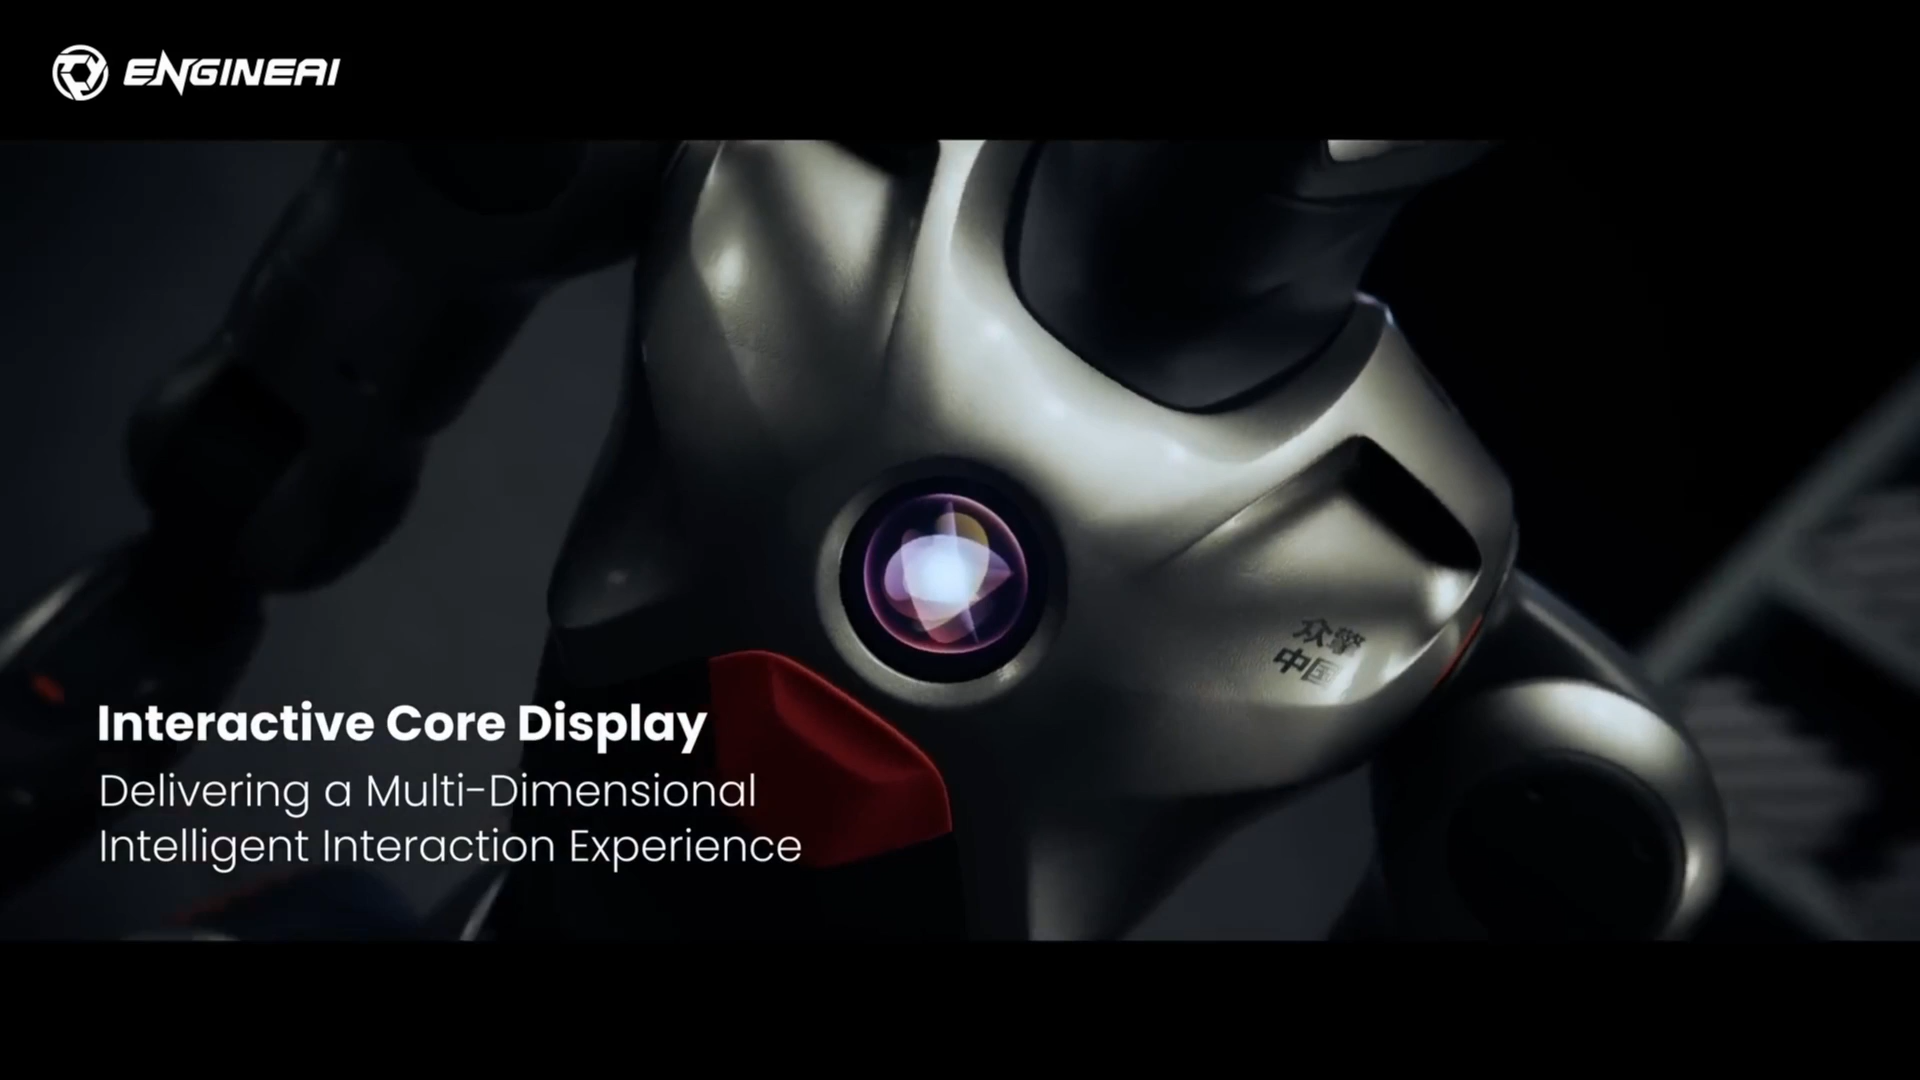 ENGINEAI
Interactive Core Display
Delivering a Multi-Dimensional
Intelligent Interaction Experience
众擎
中国